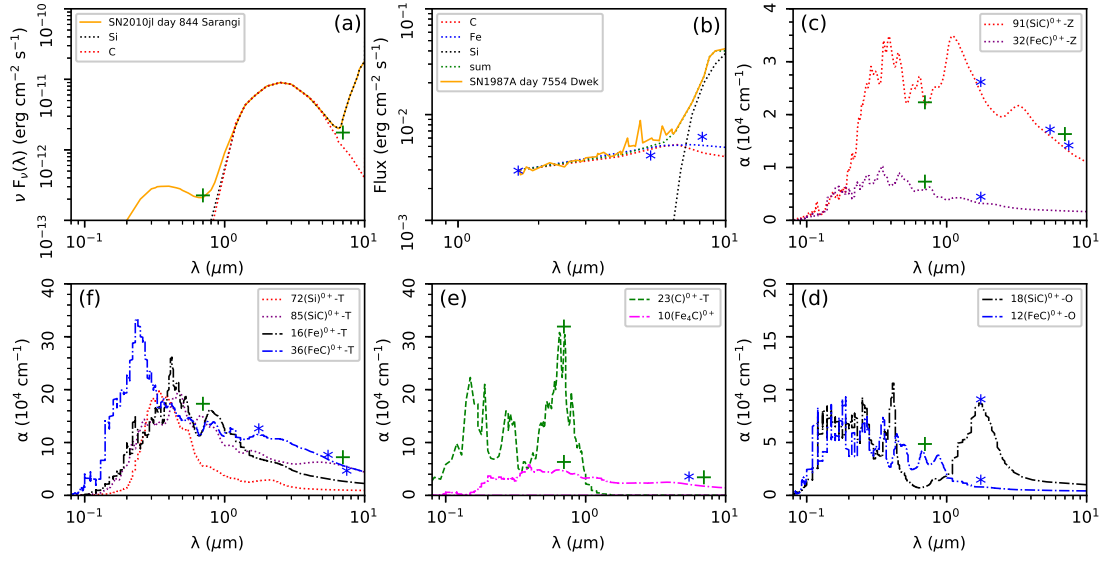 (a)
SN2010jl day 844 Sarangi
Si
C
ν Fν(λ) (erg cm⁻² s⁻¹)
10⁻¹⁰
10⁻¹¹
10⁻¹²
10⁻¹³
10⁻¹ 10⁰ 10¹
λ (μm)
(b)
C
Fe
Si
sum
SN1987A day 7554 Dwek
Flux (erg cm⁻² s⁻¹)
10⁻¹
10⁻²
10⁻³
10⁰ 10¹
λ (μm)
(c)
91(SiC)⁰⁺-Z
32(FeC)⁰⁺-Z
α (10⁴ cm⁻¹)
4
3
2
1
0
10⁻¹ 10⁰ 10¹
λ (μm)
(f)
72(Si)⁰⁺-T
85(SiC)⁰⁺-T
16(Fe)⁰⁺-T
36(FeC)⁰⁺-T
α (10⁴ cm⁻¹)
40
30
20
10
0
10⁻¹ 10⁰ 10¹
λ (μm)
(e)
23(C)⁰⁺-T
10(Fe₄C)⁰⁺
α (10⁴ cm⁻¹)
40
30
20
10
0
10⁻¹ 10⁰ 10¹
λ (μm)
(d)
18(SiC)⁰⁺-O
12(FeC)⁰⁺-O
α (10⁴ cm⁻¹)
20
15
10
5
0
10⁻¹ 10⁰ 10¹
λ (μm)